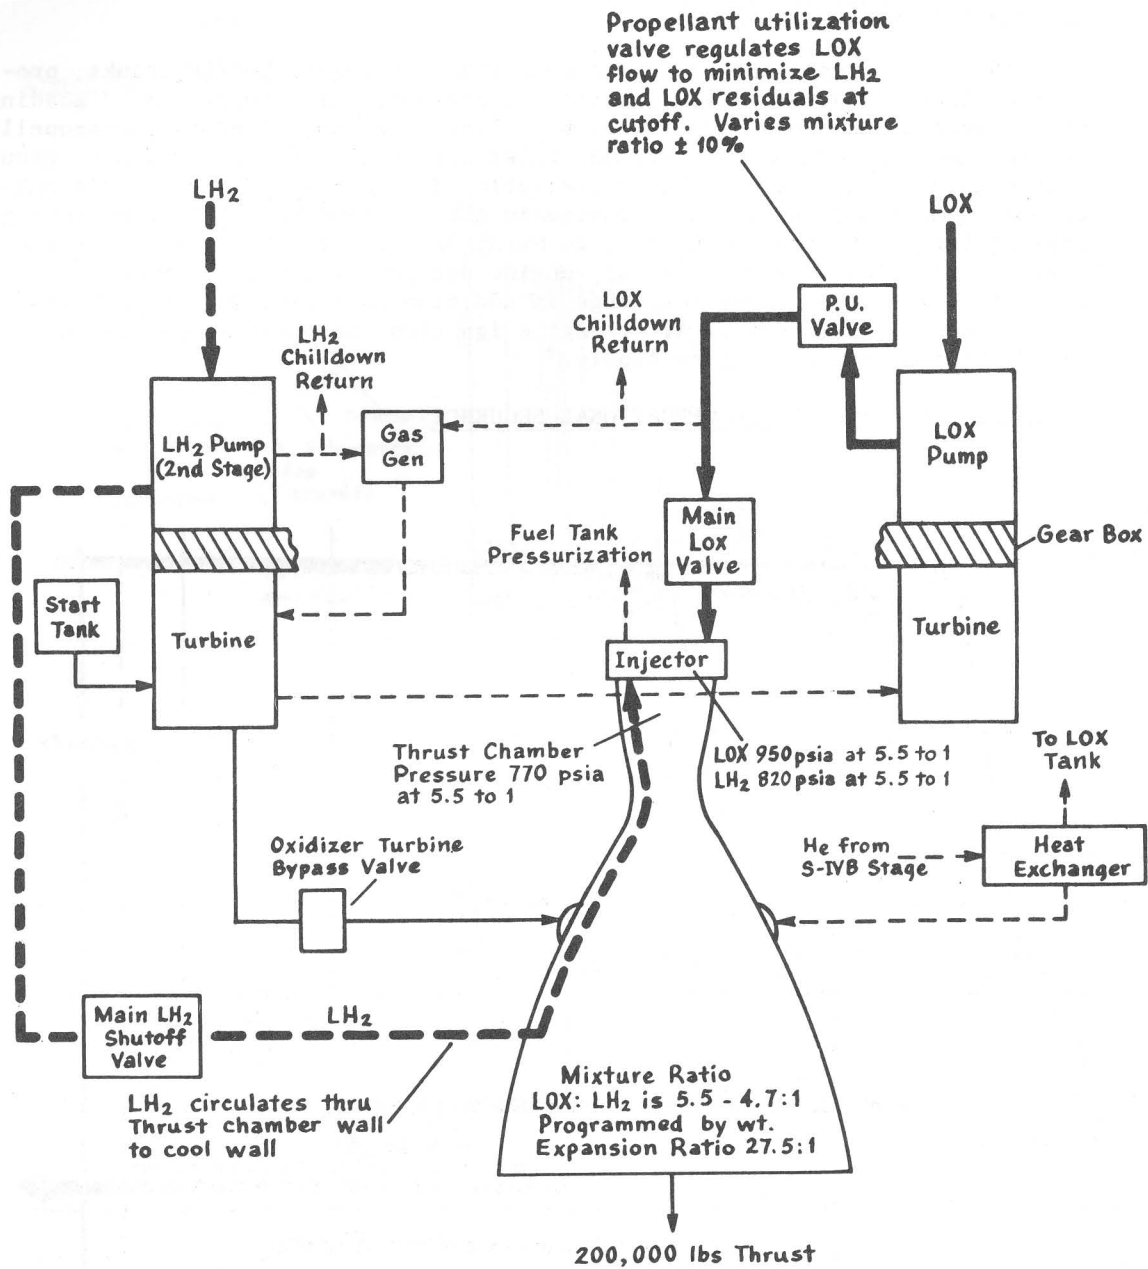 Propellant utilization
valve regulates LOX
flow to minimize LH2
and LOX residuals at
cutoff. Varies mixture
ratio ± 10%
LH2
LOX
LOX
Chilldown
Return
P.U.
Valve
LH2
Chilldown
Return
LH2 Pump
(2nd Stage)
Gas
Gen
LOX
Pump
Fuel Tank
Pressurization
Main
Lox
Valve
Gear Box
Start
Tank
Turbine
Injector
Turbine
Thrust Chamber
Pressure 770 psia
at 5.5 to 1
LOX 950 psia at 5.5 to 1
LH2 820 psia at 5.5 to 1
To LOX
Tank
Oxidizer Turbine
Bypass Valve
He from
S-IVB Stage
Heat
Exchanger
Main LH2
Shutoff
Valve
LH2
LH2 circulates thru
Thrust chamber wall
to cool wall
Mixture Ratio
LOX: LH2 is 5.5 - 4.7:1
Programmed by wt.
Expansion Ratio 27.5:1
200,000 lbs Thrust